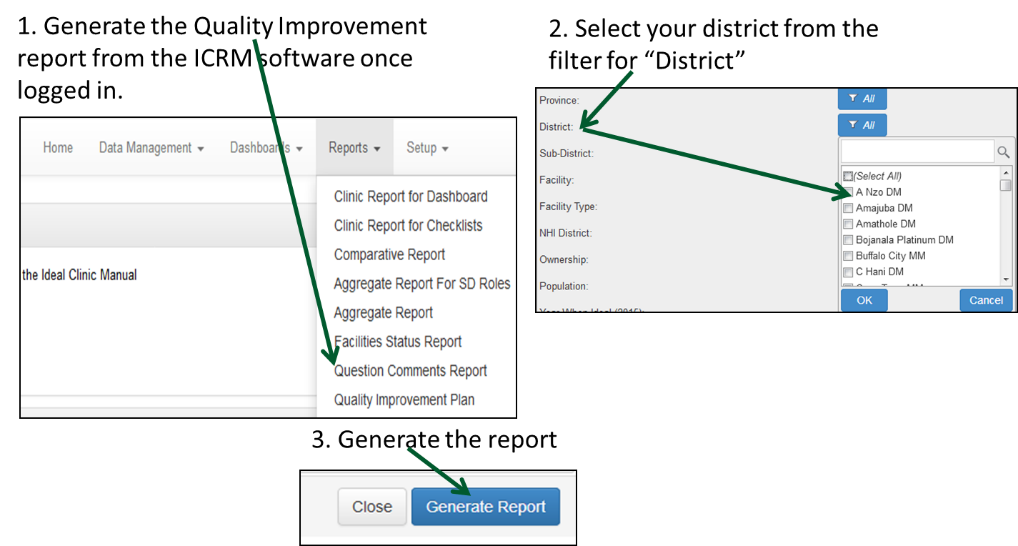 1. Generate the Quality Improvement
report from the ICRM software once
logged in.
Home Data Management Dashboards Reports Setup
Clinic Report for Dashboard
Clinic Report for Checklists
Comparative Report
Aggregate Report For SD Roles
Aggregate Report
Facilities Status Report
Question Comments Report
Quality Improvement Plan
the Ideal Clinic Manual
2. Select your district from the
filter for “District”
Province: All
District: All
Sub-District:
Facility:
Facility Type:
NHI District:
Ownership:
Population:
(Select All)
A Nzo DM
Amajuba DM
Amathole DM
Bojanala Platinum DM
Buffalo City MM
C Hani DM
OK Cancel
3. Generate the report
Close Generate Report